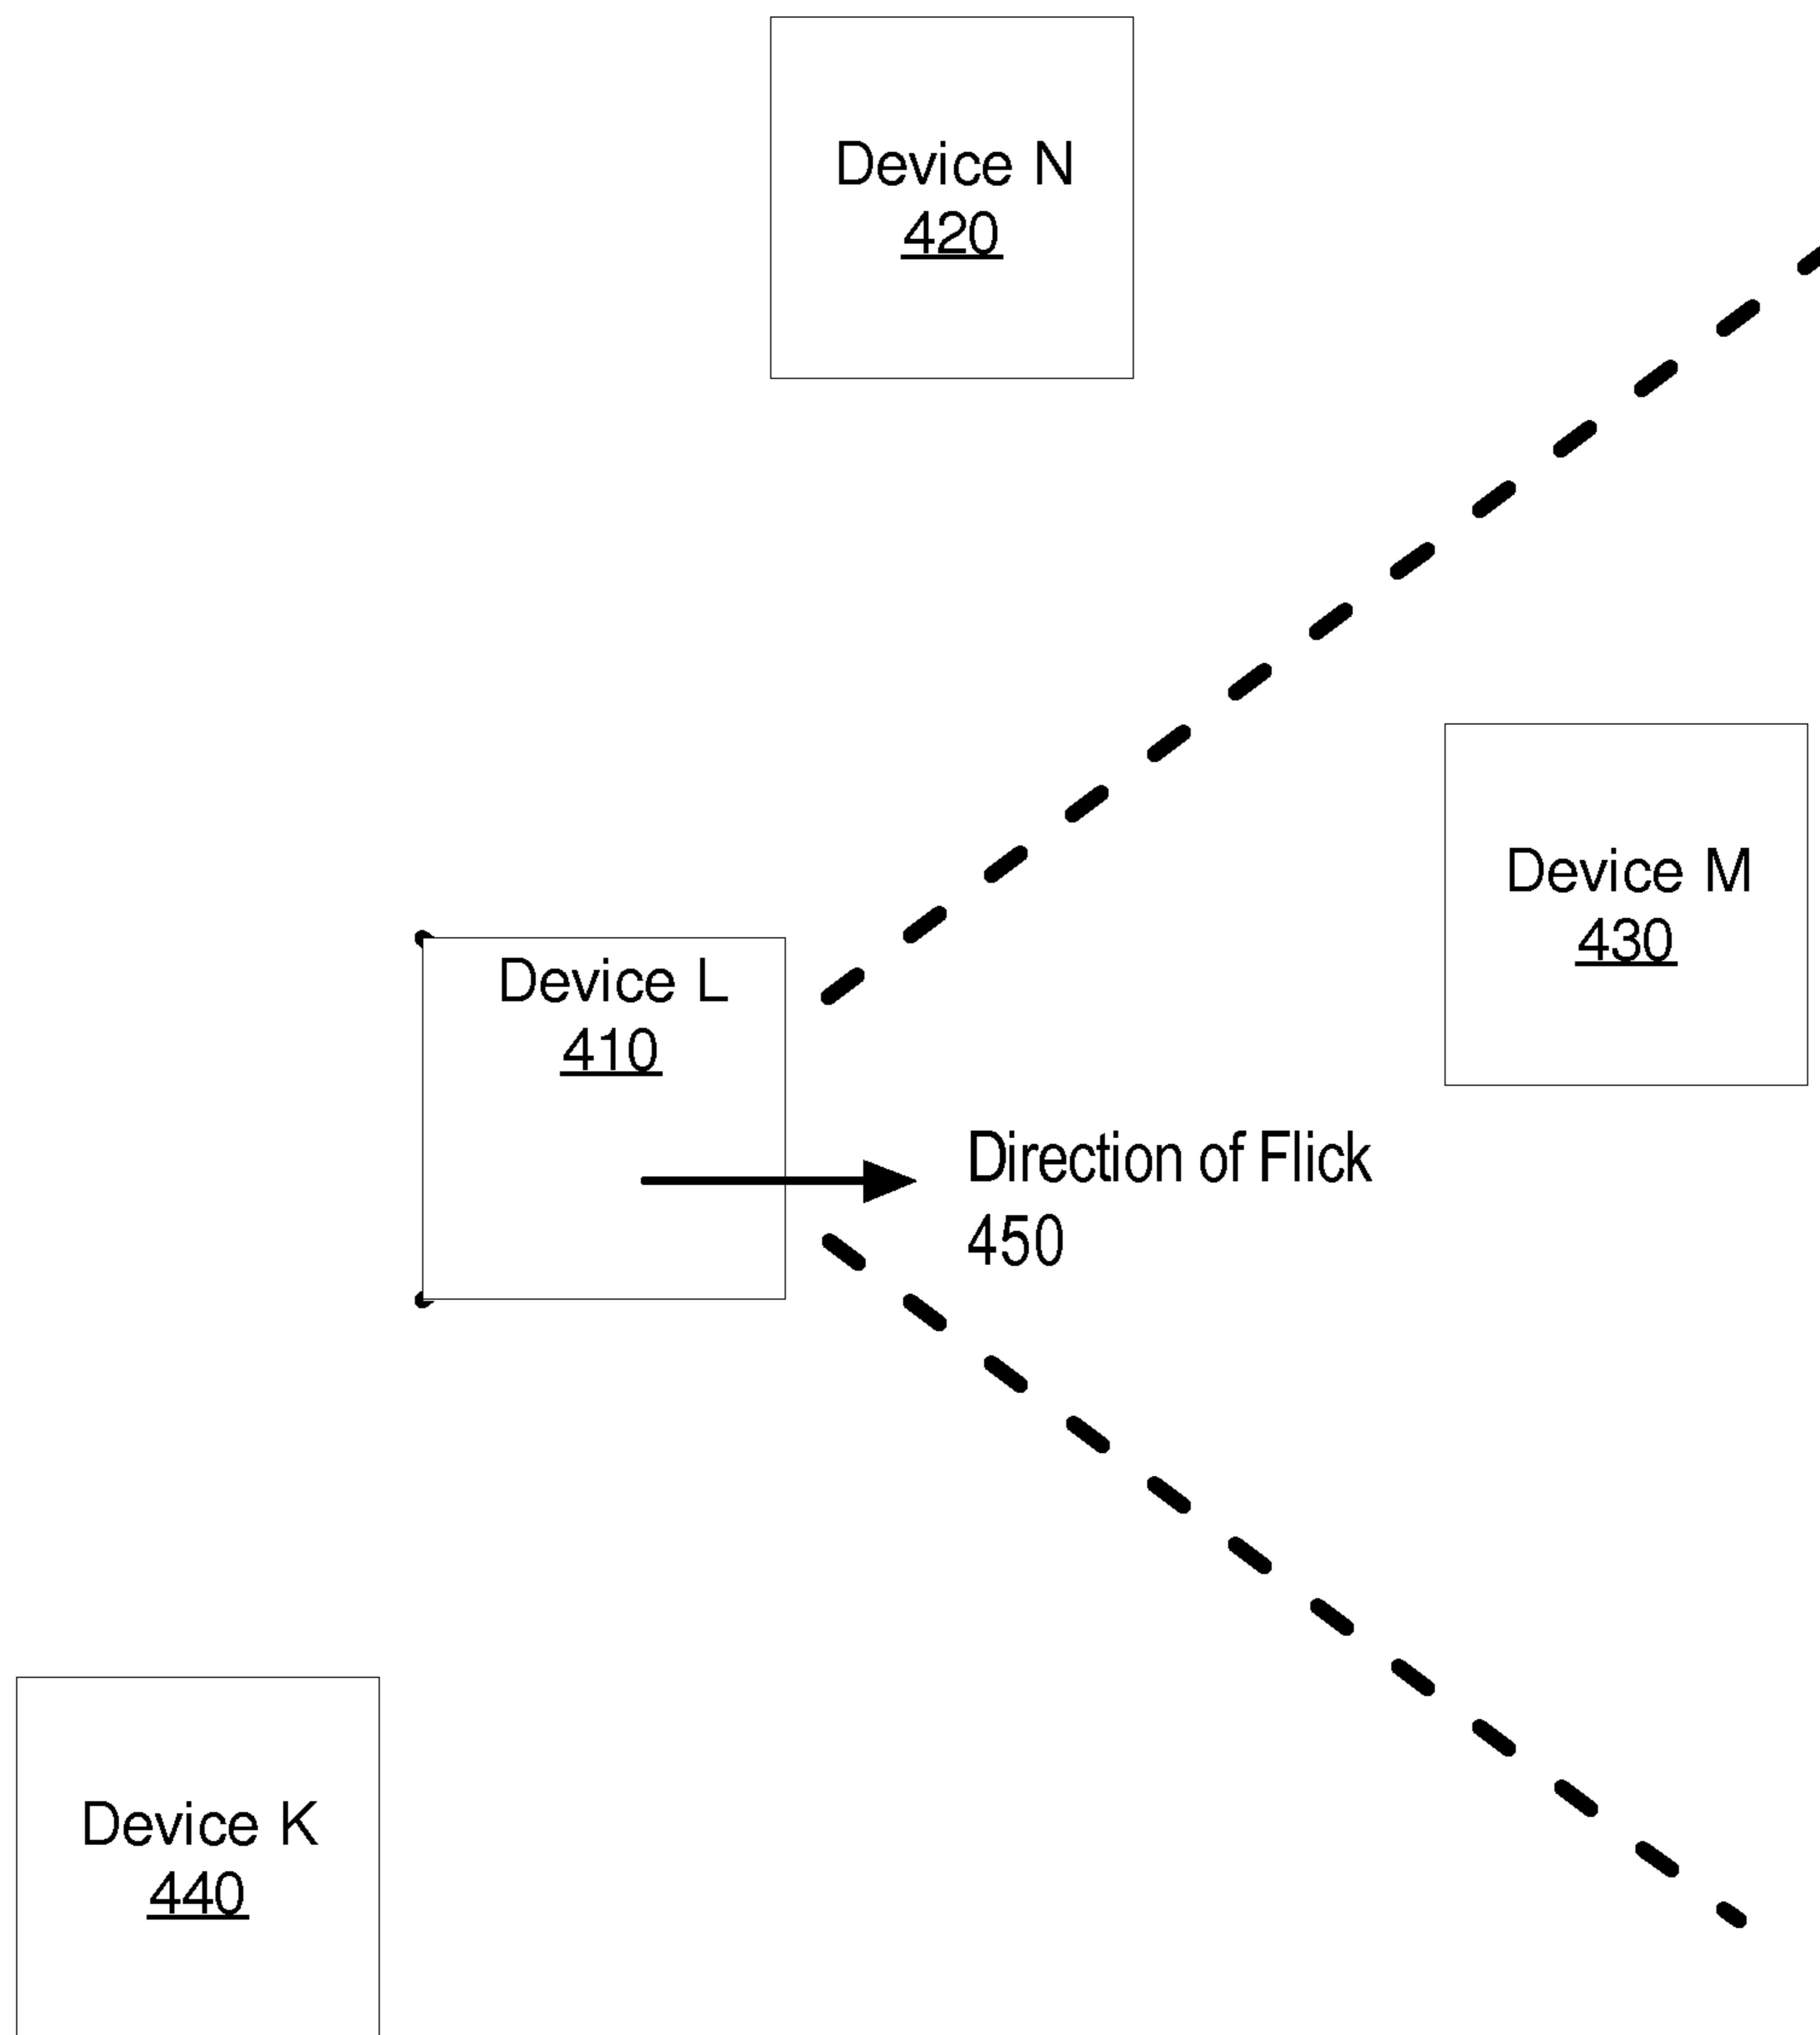 Device N
420
Device M
430
Device L
410
Direction of Flick
450
Device K
440